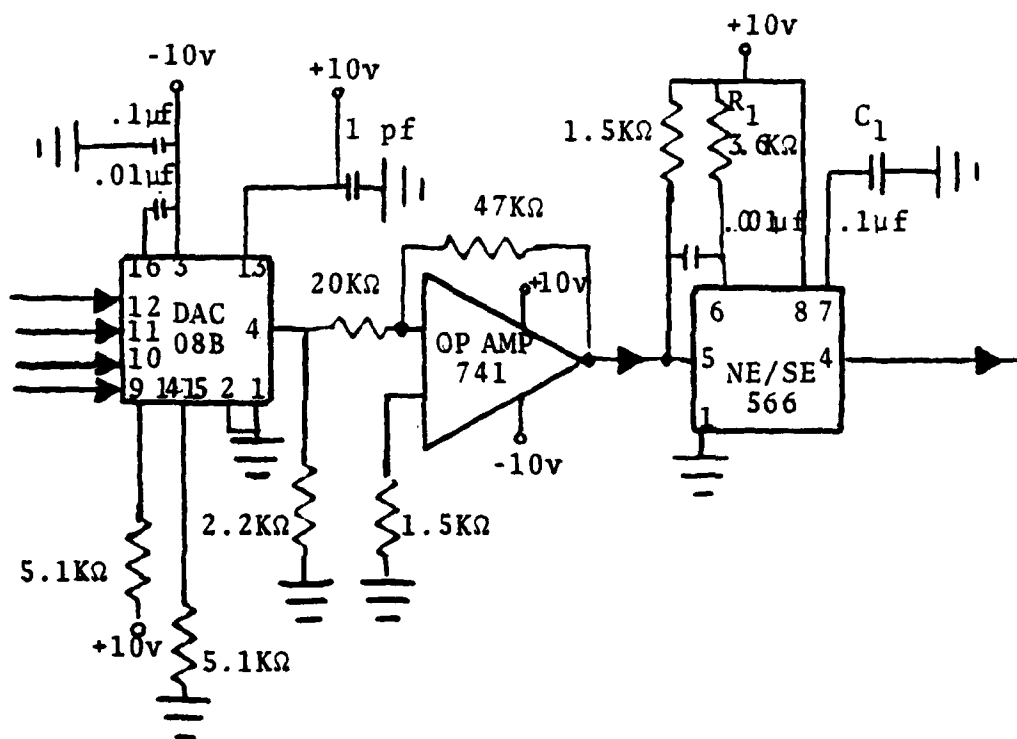 +10v
-10v
+10v
.1µf
1 pf
R1
C1
1.5KΩ
3.6KΩ
.01µf
47KΩ
.001µf
.1µf
16 3 13
20KΩ
+10v
6 8 7
12 DAC
11 08B 4
10
OP AMP
741
5 NE/SE 4
566
9 14 15 2 1
1
-10v
2.2KΩ
1.5KΩ
5.1KΩ
+10v
5.1KΩ